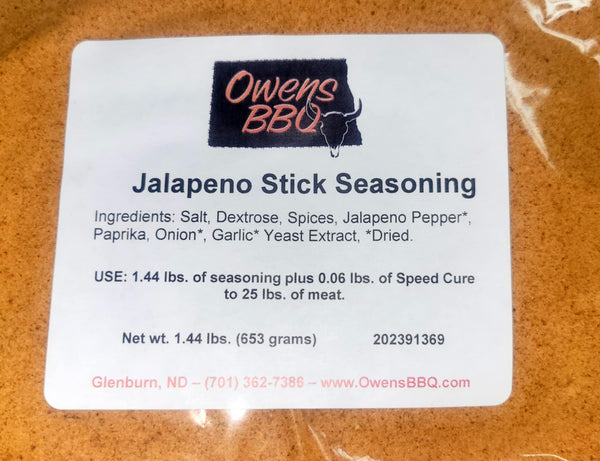 Owens
BBQ
Jalapeno Stick Seasoning
Ingredients: Salt, Dextrose, Spices, Jalapeno Pepper*,
Paprika, Onion*, Garlic* Yeast Extract, *Dried.
USE: 1.44 lbs. of seasoning plus 0.06 lbs. of Speed Cure
to 25 lbs. of meat.
Net wt. 1.44 lbs. (653 grams) 202391369
Glenburn, ND – (701) 362-7386 – www.OwensBBQ.com